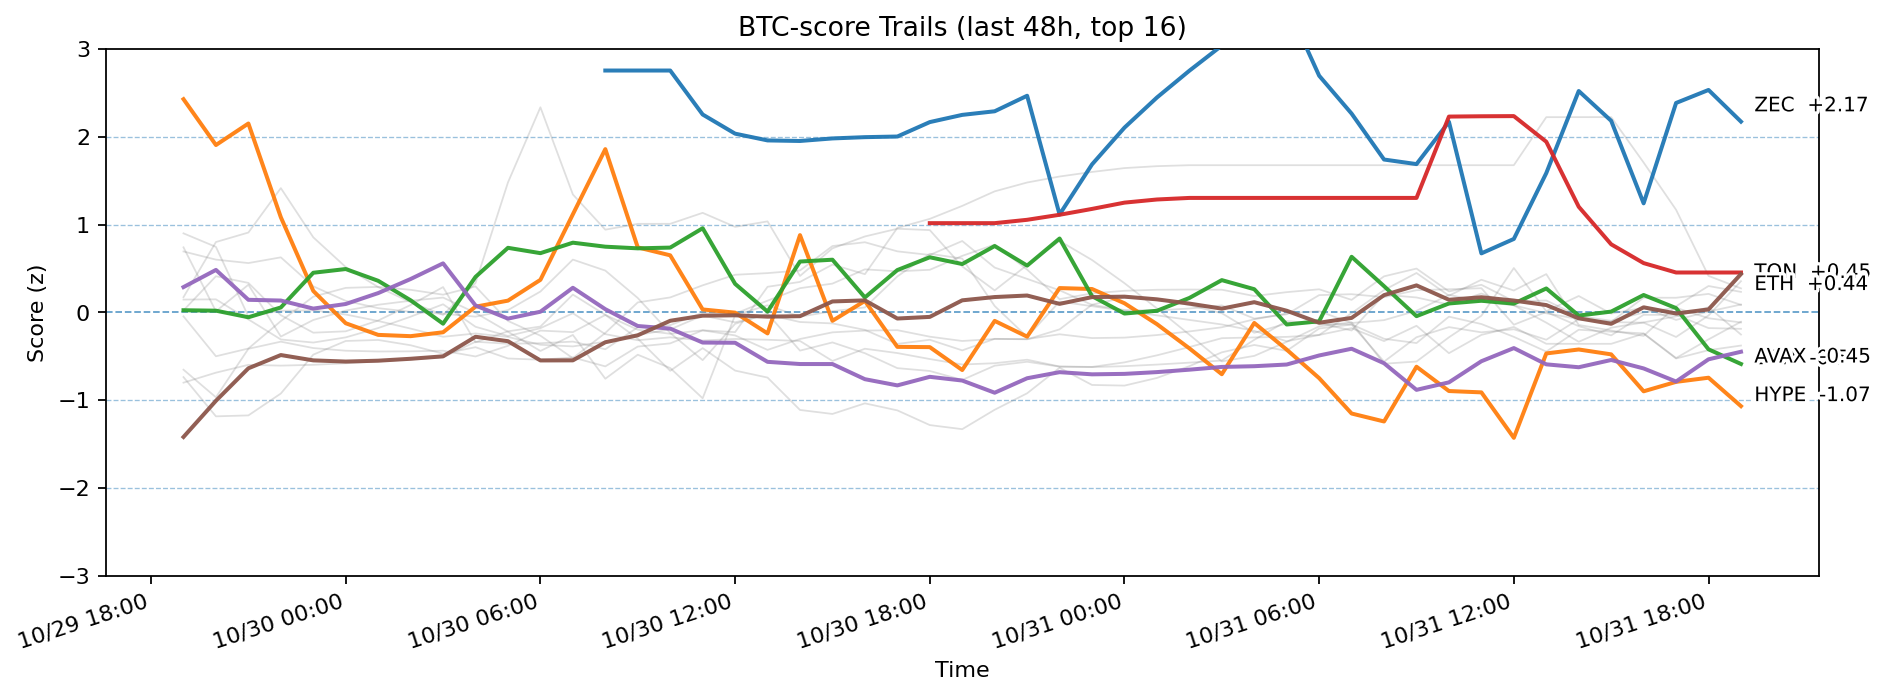 BTC-score Trails (last 48h, top 16)
Score (z)
3
2
1
0
−1
−2
−3
ZEC +2.17
TON +0.45
ETH +0.44
AVAX
HYPE -1.07
10/29 18:00
10/30 00:00
10/30 06:00
10/30 12:00
10/30 18:00
10/31 00:00
10/31 06:00
10/31 12:00
10/31 18:00
Time